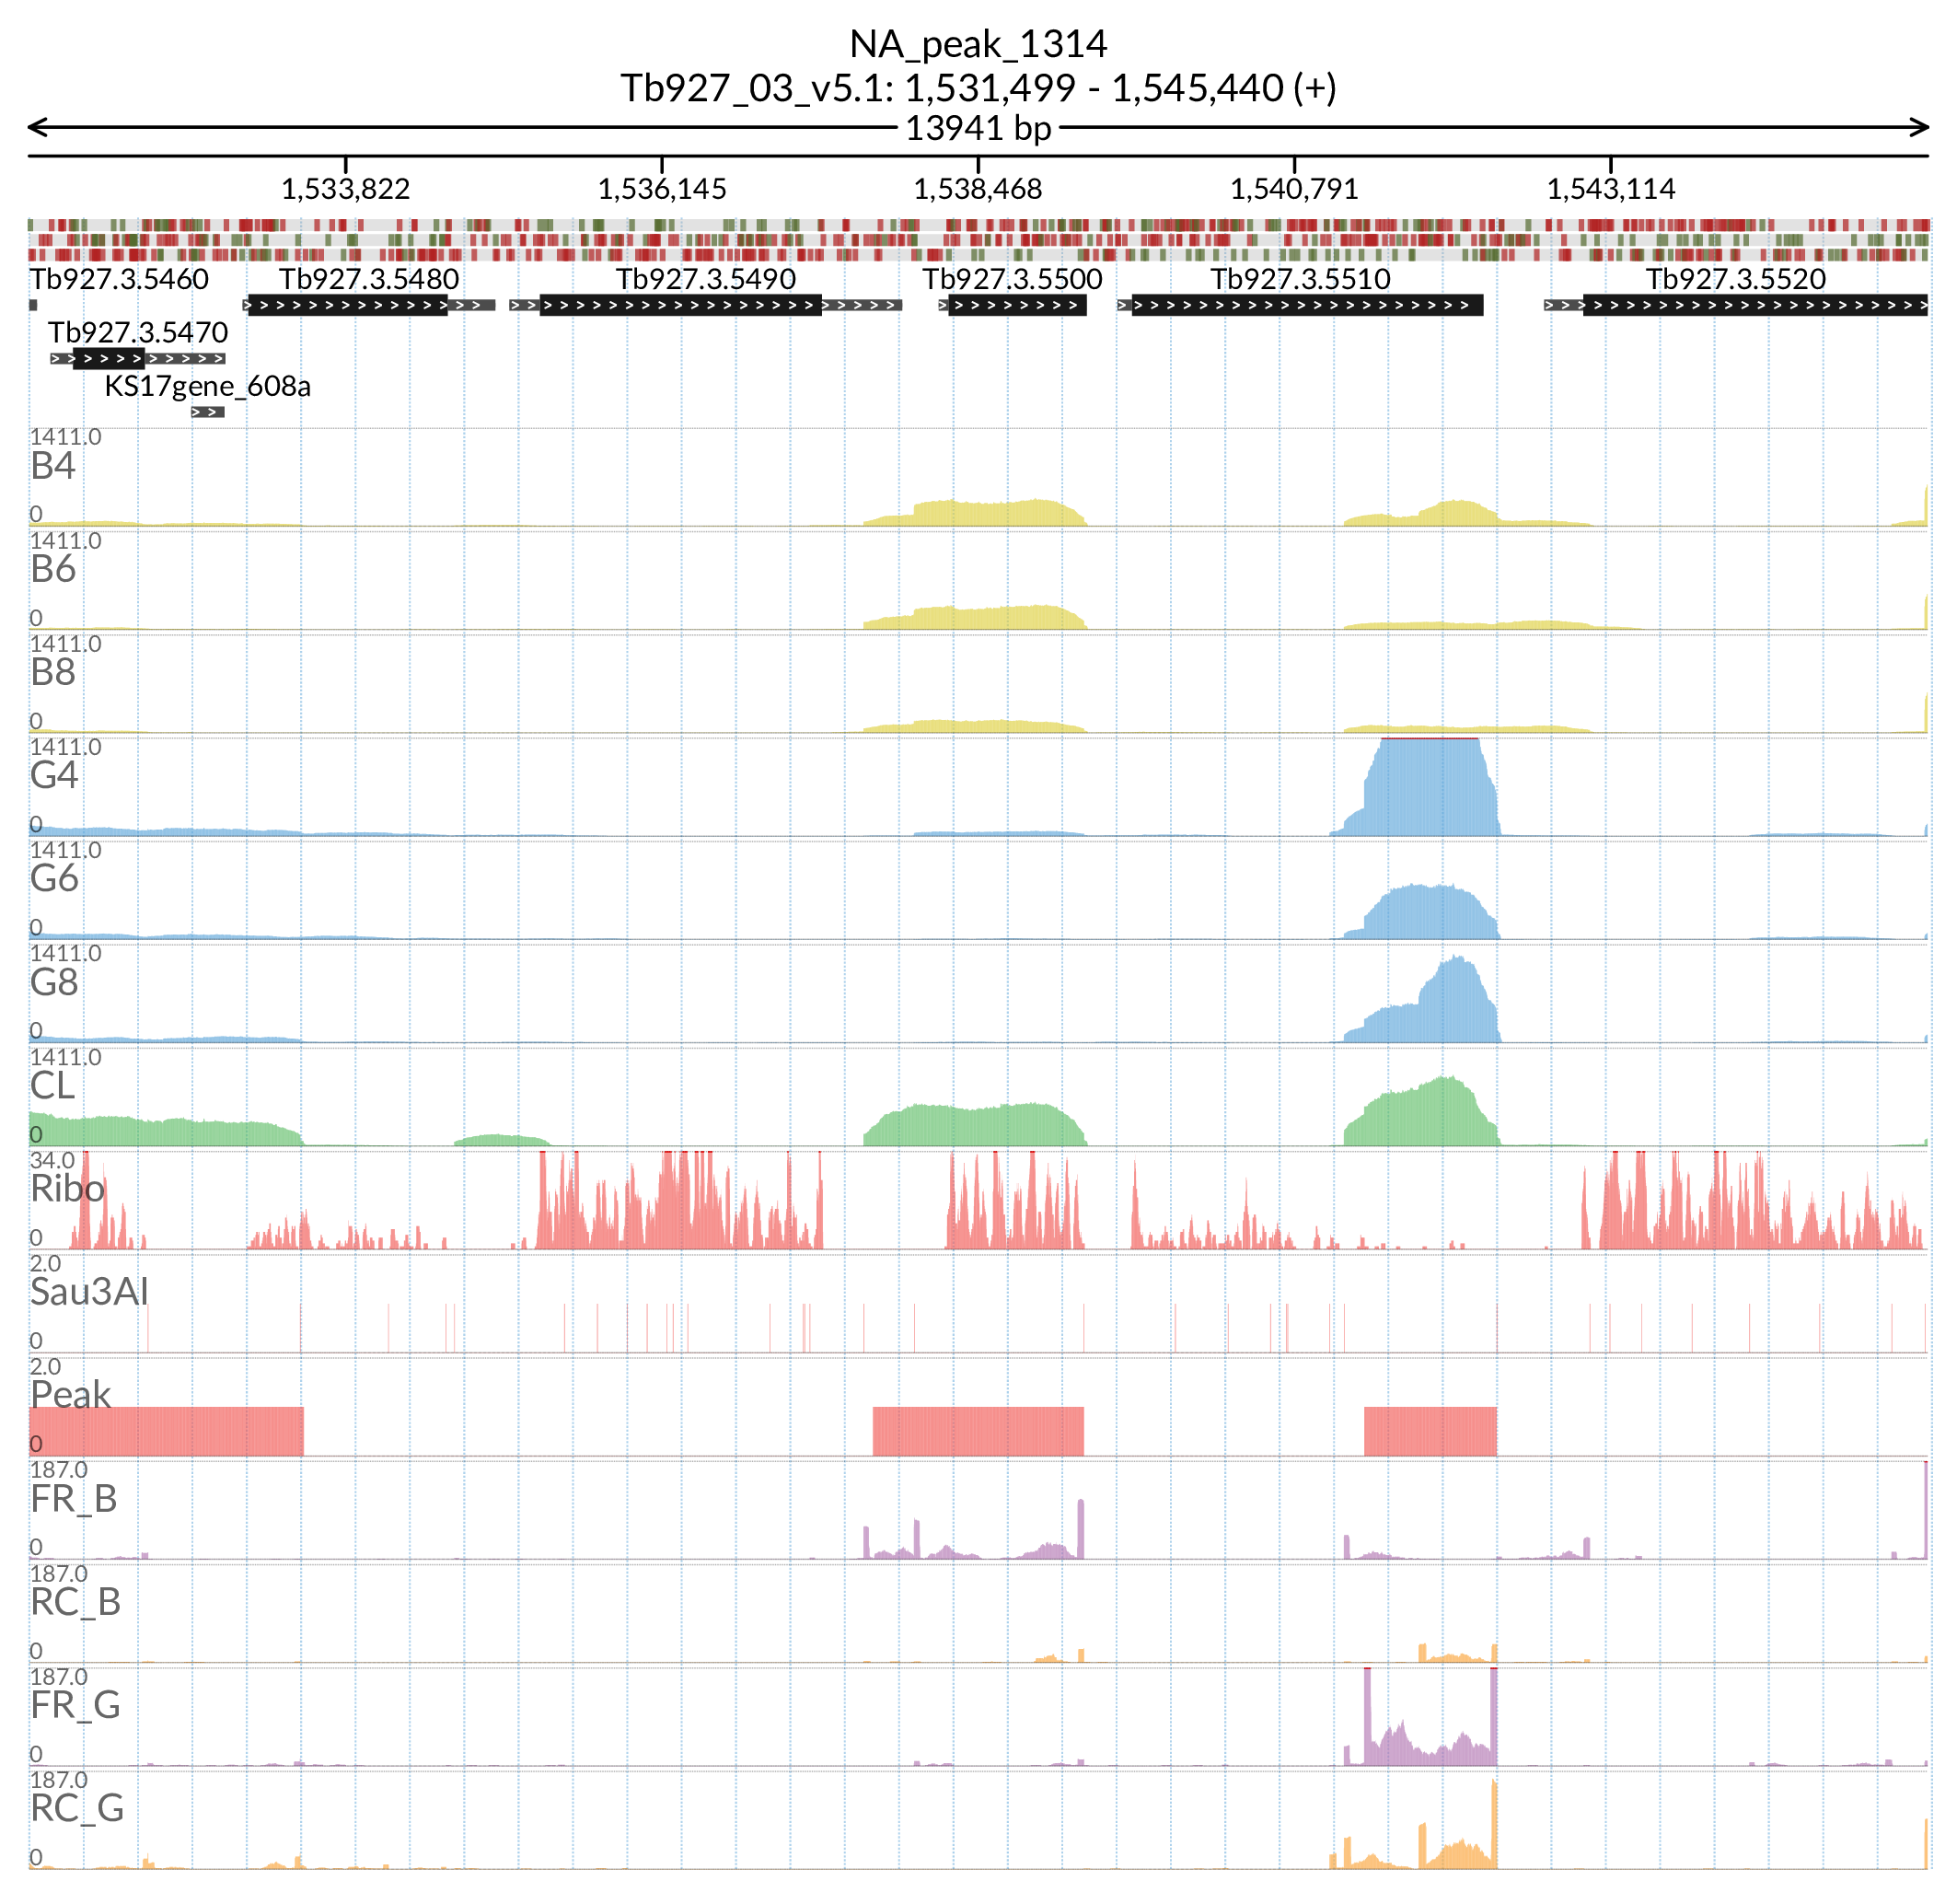 NA_peak_1314
Tb927_03_v5.1: 1,531,499 - 1,545,440 (+)
13941 bp
1,533,822 1,536,145 1,538,468 1,540,791 1,543,114
Tb927.3.5460 Tb927.3.5480 Tb927.3.5490 Tb927.3.5500 Tb927.3.5510 Tb927.3.5520
Tb927.3.5470
KS17gene_608a
1411.0
B4
0
1411.0
B6
0
1411.0
B8
0
1411.0
G4
0
1411.0
G6
0
1411.0
G8
0
1411.0
CL
0
34.0
Ribo
0
2.0
Sau3AI
0
2.0
Peak
0
187.0
FR_B
0
187.0
RC_B
0
187.0
FR_G
0
187.0
RC_G
0